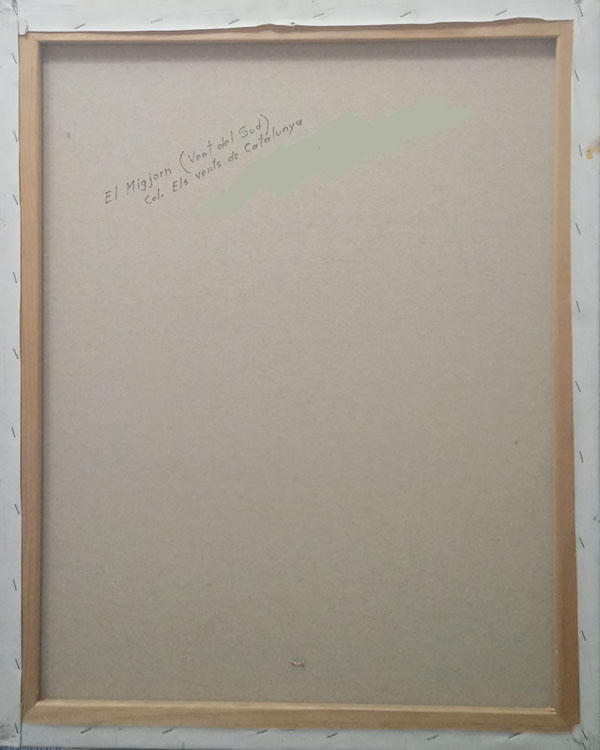 El Migjorn (Vent del Sud)
Col. Els vents de Catalunya